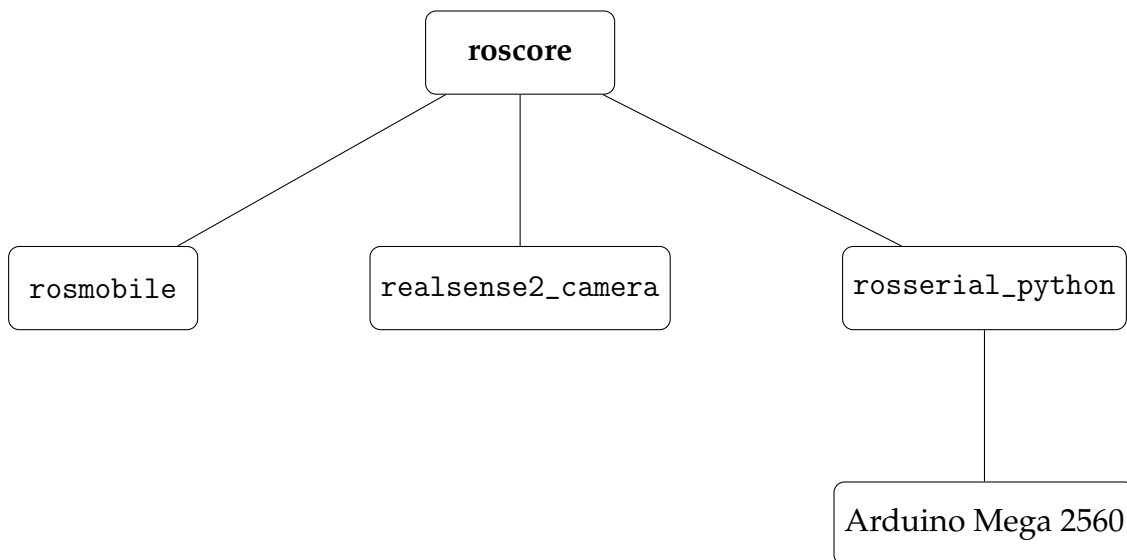 roscore
rosmobile
realsense2_camera
rosserial_python
Arduino Mega 2560